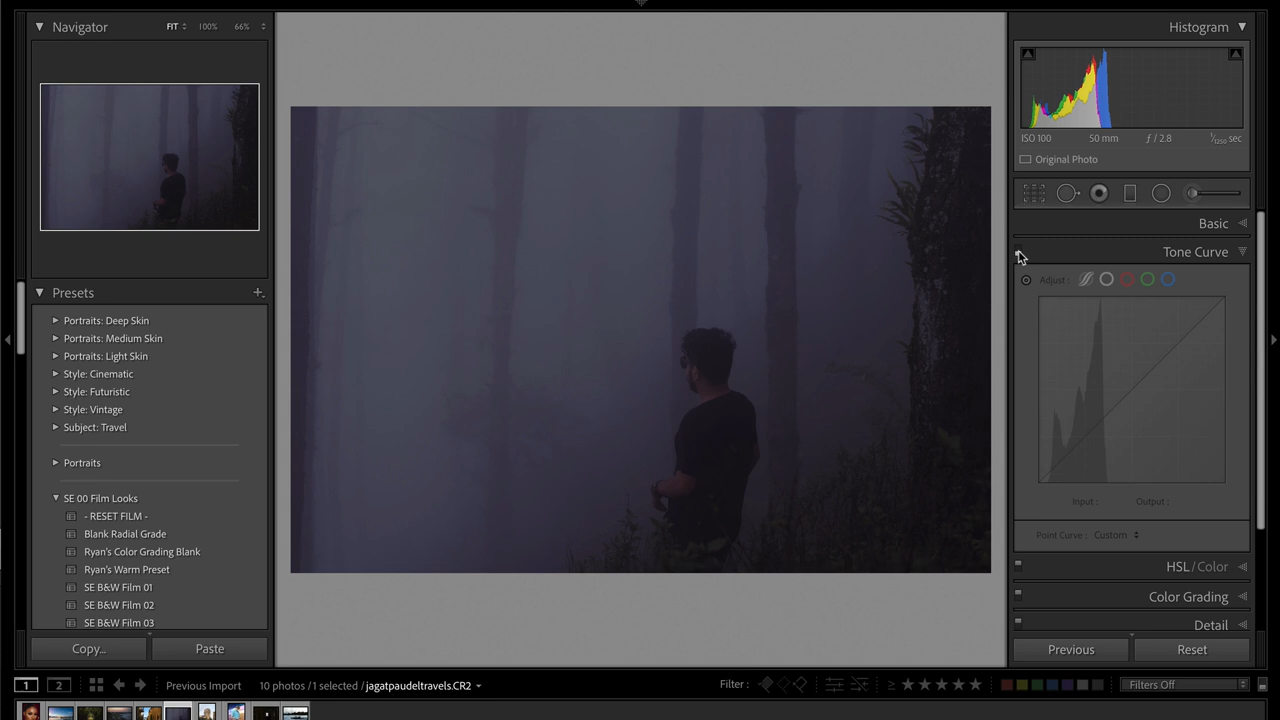 Navigator
FIT 100% 66%
Presets
Portraits: Deep Skin
Portraits: Medium Skin
Portraits: Light Skin
Style: Cinematic
Style: Futuristic
Style: Vintage
Subject: Travel
Portraits
SE 00 Film Looks
- RESET FILM -
Blank Radial Grade
Ryan's Color Grading Blank
Ryan's Warm Preset
SE B&W Film 01
SE B&W Film 02
SE B&W Film 03
Copy... Paste
Histogram
ISO 100 50 mm ƒ / 2.8 1/1250 sec
Original Photo
Basic
Tone Curve
Adjust :
Input : Output :
Point Curve : Custom
HSL / Color
Color Grading
Detail
Previous Reset
1 2 Previous Import 10 photos / 1 selected / jagatpaudeltravels.CR2 Filter : ≥ ★ ★ ★ ★ ★ Filters Off